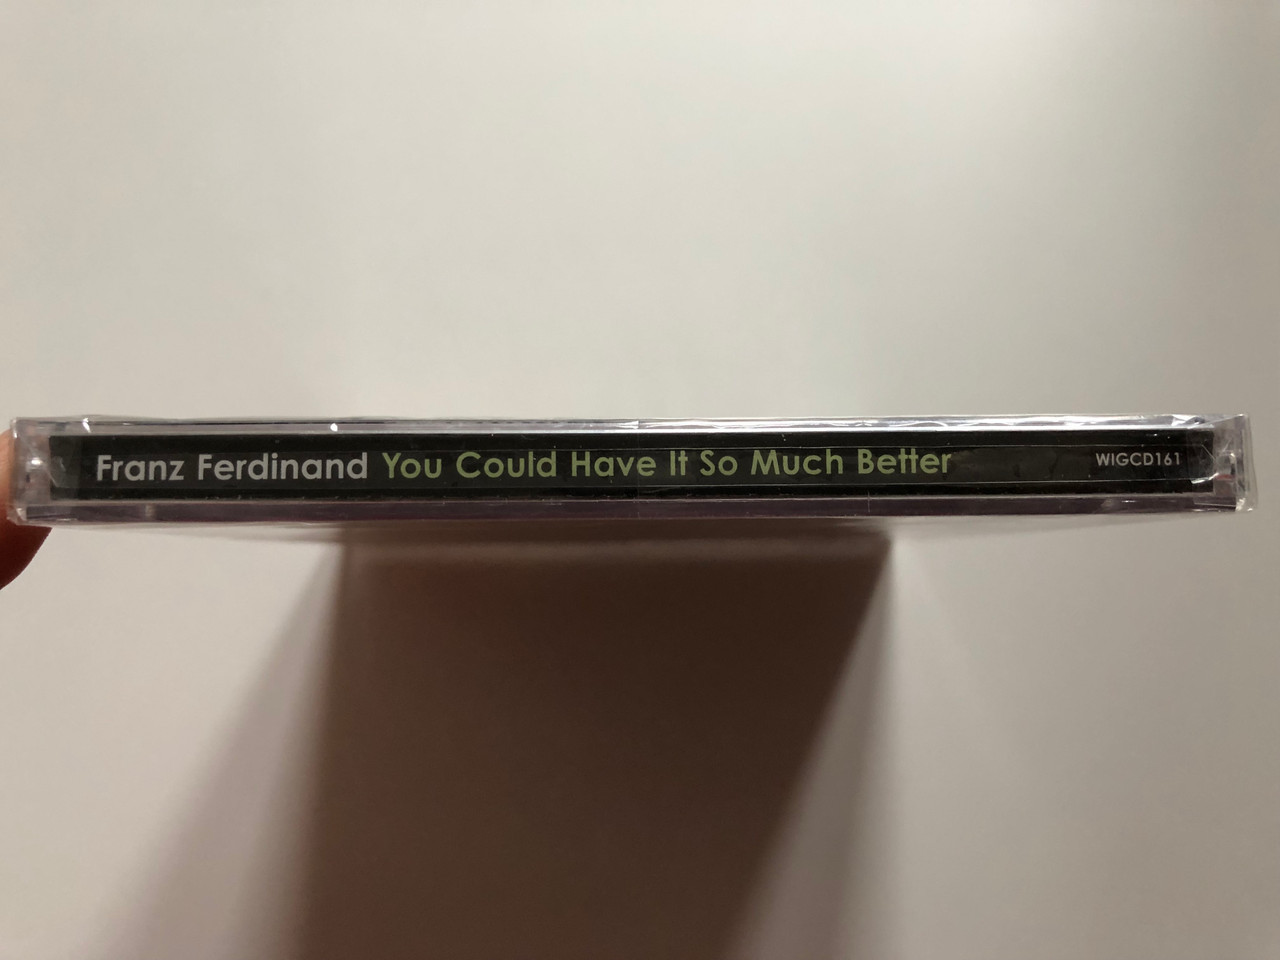 Franz Ferdinand You Could Have It So Much Better WIGCD161